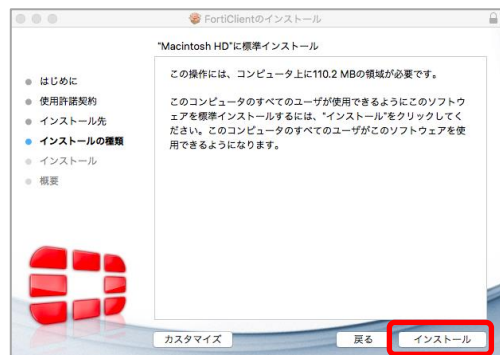 FortiClientのインストール
"Macintosh HD"に標準インストール
はじめに
使用許諾契約
インストール先
インストールの種類
インストール
概要
この操作には、コンピュータ上に110.2 MBの領域が必要です。
このコンピュータのすべてのユーザが使用できるようにこのソフトウ
ェアを標準インストールするには、"インストール"をクリックしてく
ださい。このコンピュータのすべてのユーザがこのソフトウェアを使
用できるようになります。
カスタマイズ
戻る
インストール